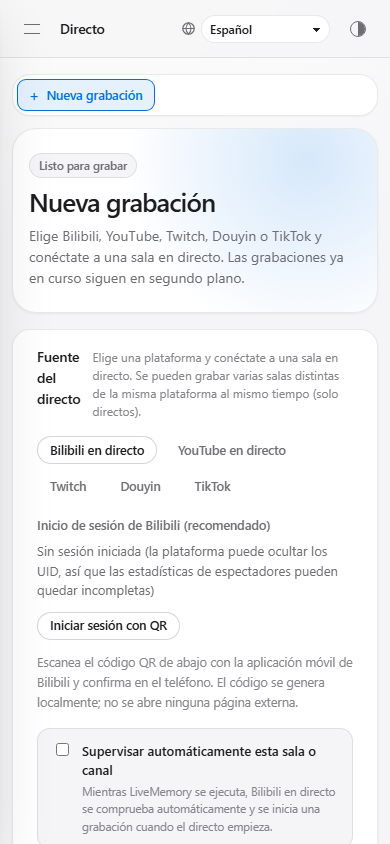 Directo
Español
+ Nueva grabación
Listo para grabar
Nueva grabación
Elige Bilibili, YouTube, Twitch, Douyin o TikTok y
conéctate a una sala en directo. Las grabaciones ya
en curso siguen en segundo plano.
Fuente
del
directo
Elige una plataforma y conéctate a una sala en
directo. Se pueden grabar varias salas distintas
de la misma plataforma al mismo tiempo (solo
directos).
Bilibili en directo
YouTube en directo
Twitch
Douyin
TikTok
Inicio de sesión de Bilibili (recomendado)
Sin sesión iniciada (la plataforma puede ocultar los
UID, así que las estadísticas de espectadores pueden
quedar incompletas)
Iniciar sesión con QR
Escanea el código QR de abajo con la aplicación móvil de
Bilibili y confirma en el teléfono. El código se genera
localmente; no se abre ninguna página externa.
Supervisar automáticamente esta sala o
canal
Mientras LiveMemory se ejecuta, Bilibili en directo
se comprueba automáticamente y se inicia una
grabación cuando el directo empieza.